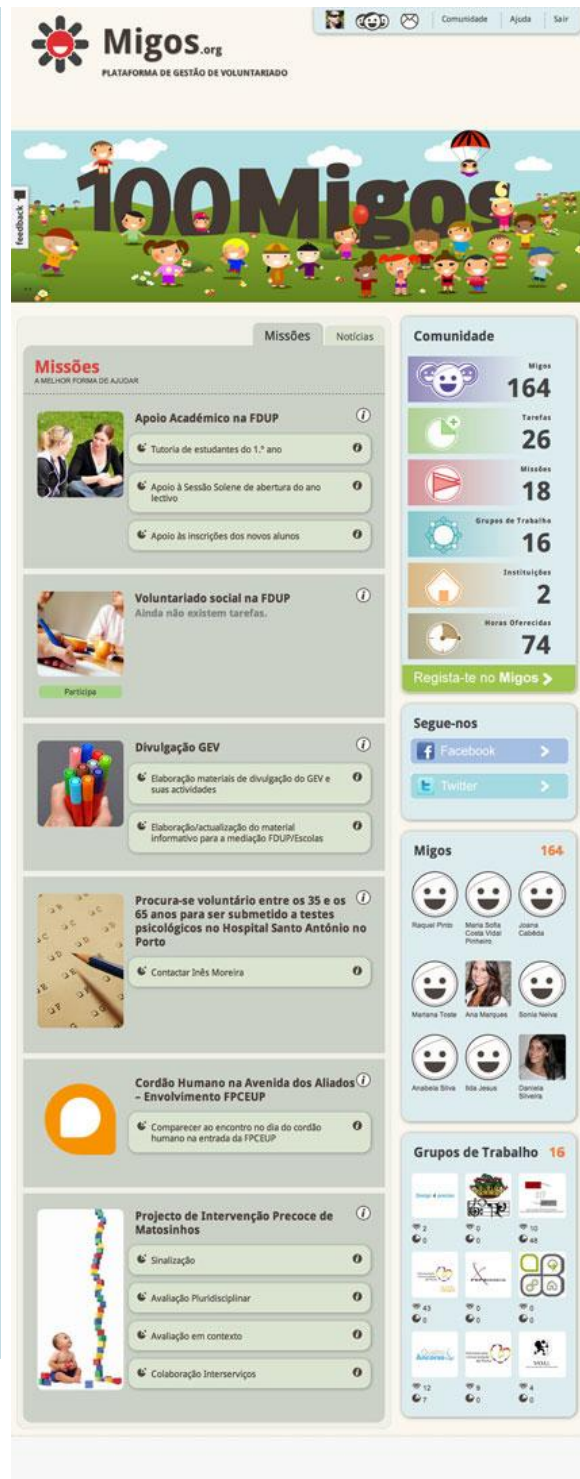 Comunidade
Ajuda
Sair
Migos.org
PLATAFORMA DE GESTÃO DE VOLUNTARIADO
100Migos
feedback
Missões
Notícias
Missões
A MELHOR FORMA DE AJUDAR
Apoio Académico na FDUP
Tutoria de estudantes do 1.º ano
Apoio à Sessão Solene de abertura do ano
lectivo
Apoio às inscrições dos novos alunos
Voluntariado social na FDUP
Ainda não existem tarefas.
Participa
Divulgação GEV
Elaboração materiais de divulgação do GEV e
suas actividades
Elaboração/actualização do material
informativo para a mediação FDUP/Escolas
Procura-se voluntário entre os 35 e os
65 anos para ser submetido a testes
psicológicos no Hospital Santo António no
Porto
Contactar Inês Moreira
Cordão Humano na Avenida dos Aliados
– Envolvimento FPCEUP
Comparecer ao encontro no dia do cordão
humano na entrada da FPCEUP
Projecto de Intervenção Precoce de
Matosinhos
Sinalização
Avaliação Pluridisciplinar
Avaliação em contexto
Colaboração Interserviços
Comunidade
Migos
164
Tarefas
26
Missões
18
Grupos de Trabalho
16
Instituições
2
Horas Oferecidas
74
Regista-te no Migos
Segue-nos
Facebook
Twitter
Migos 164
Raquel Pinto
Maria Sofia
Costa Vidal
Pinheiro
Joana
Cabêda
Mariana Toste
Ana Marques
Sonia Neiva
Anabela Silva
Ilda Jesus
Daniela
Silveira
Grupos de Trabalho 16
2
0
10
0
0
48
43
0
0
0
0
0
12
9
4
7
0
0